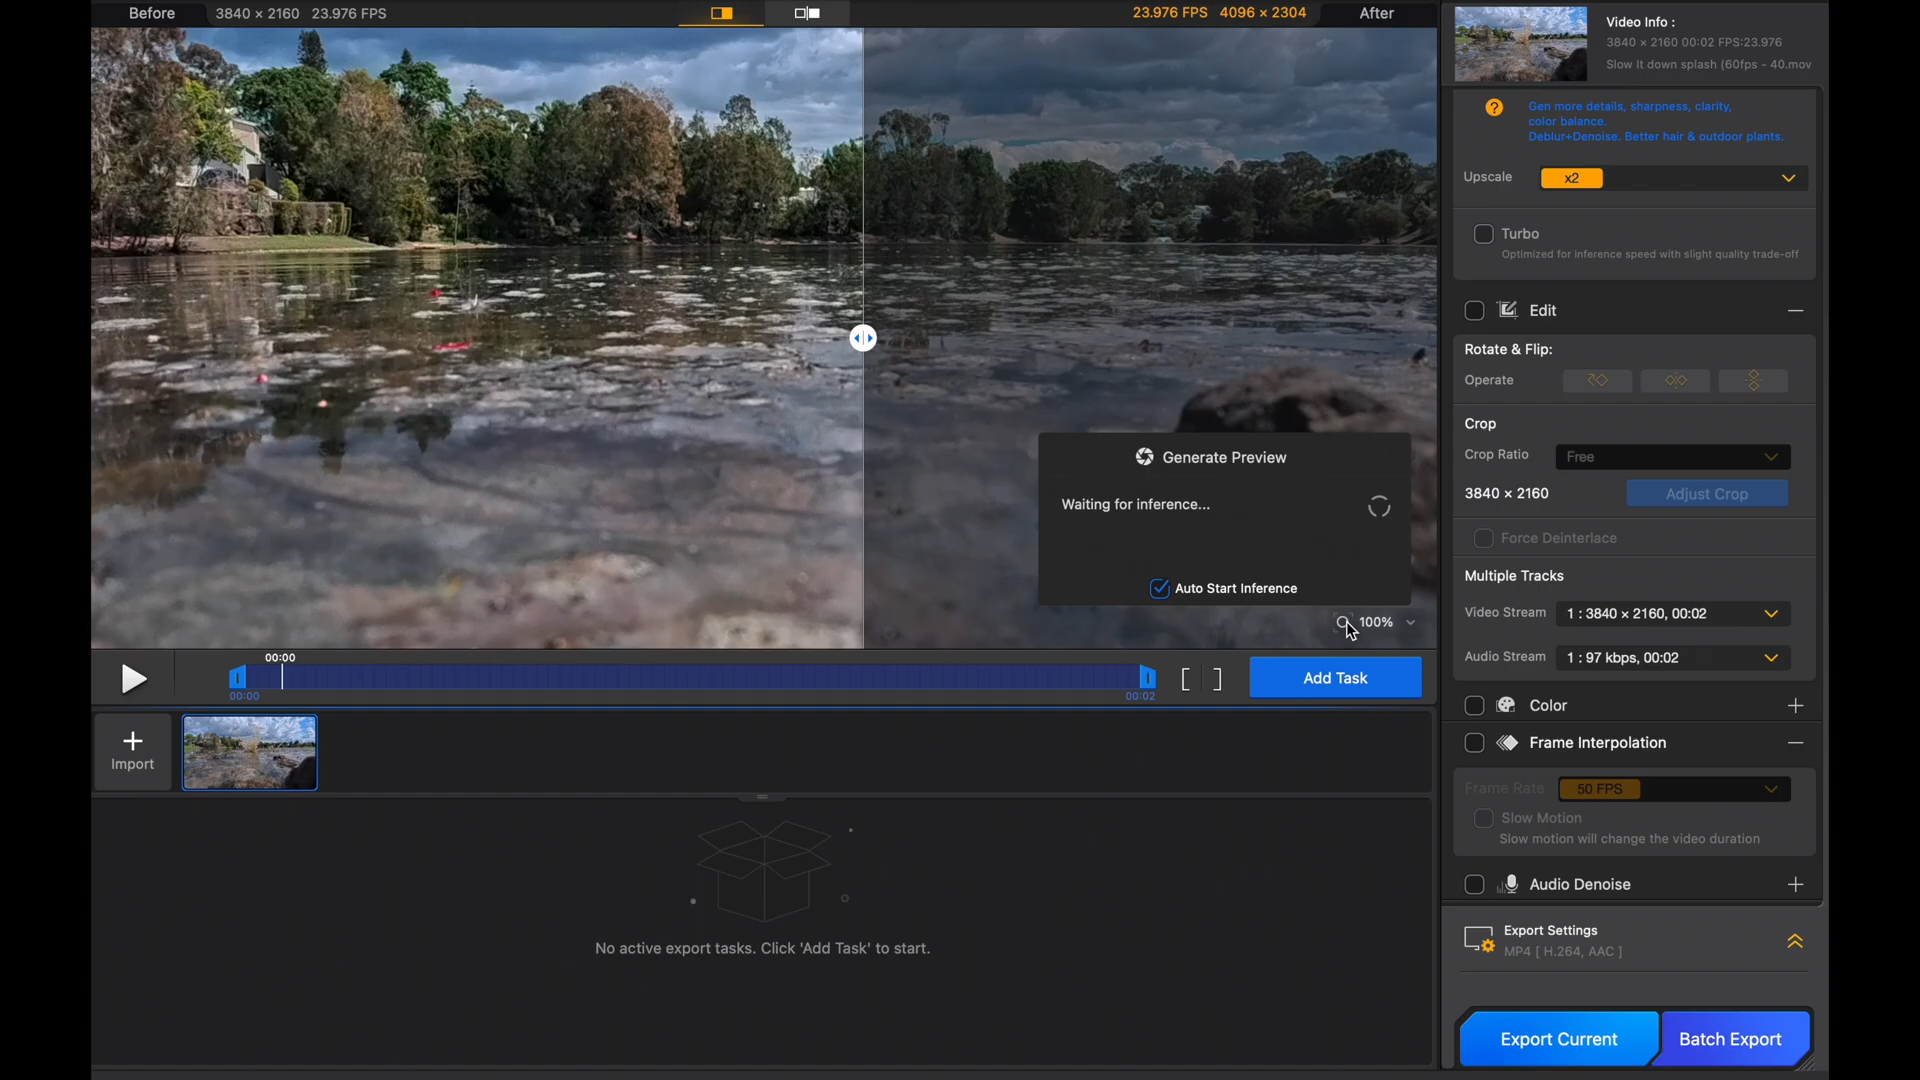 Before
3840 × 2160 23.976 FPS
23.976 FPS 4096 × 2304
After
Video Info :
3840 × 2160 00:02 FPS:23.976
Slow It down splash (60fps - 40.mov
?
Gen more details, sharpness, clarity,
color balance.
Deblur+Denoise. Better hair & outdoor plants.
Upscale
x2
Turbo
Optimized for inference speed with slight quality trade-off
Edit
Rotate & Flip:
Operate
Crop
Crop Ratio
Free
3840 × 2160
Adjust Crop
Force Deinterlace
Multiple Tracks
Video Stream
1 : 3840 × 2160, 00:02
Audio Stream
1 : 97 kbps, 00:02
Color
Frame Interpolation
Frame Rate
50 FPS
Slow Motion
Slow motion will change the video duration
Audio Denoise
Export Settings
MP4 [ H.264, AAC ]
Export Current
Batch Export
Generate Preview
Waiting for inference...
Auto Start Inference
100%
00:00
00:00
00:02
[ ]
Add Task
Import
No active export tasks. Click 'Add Task' to start.